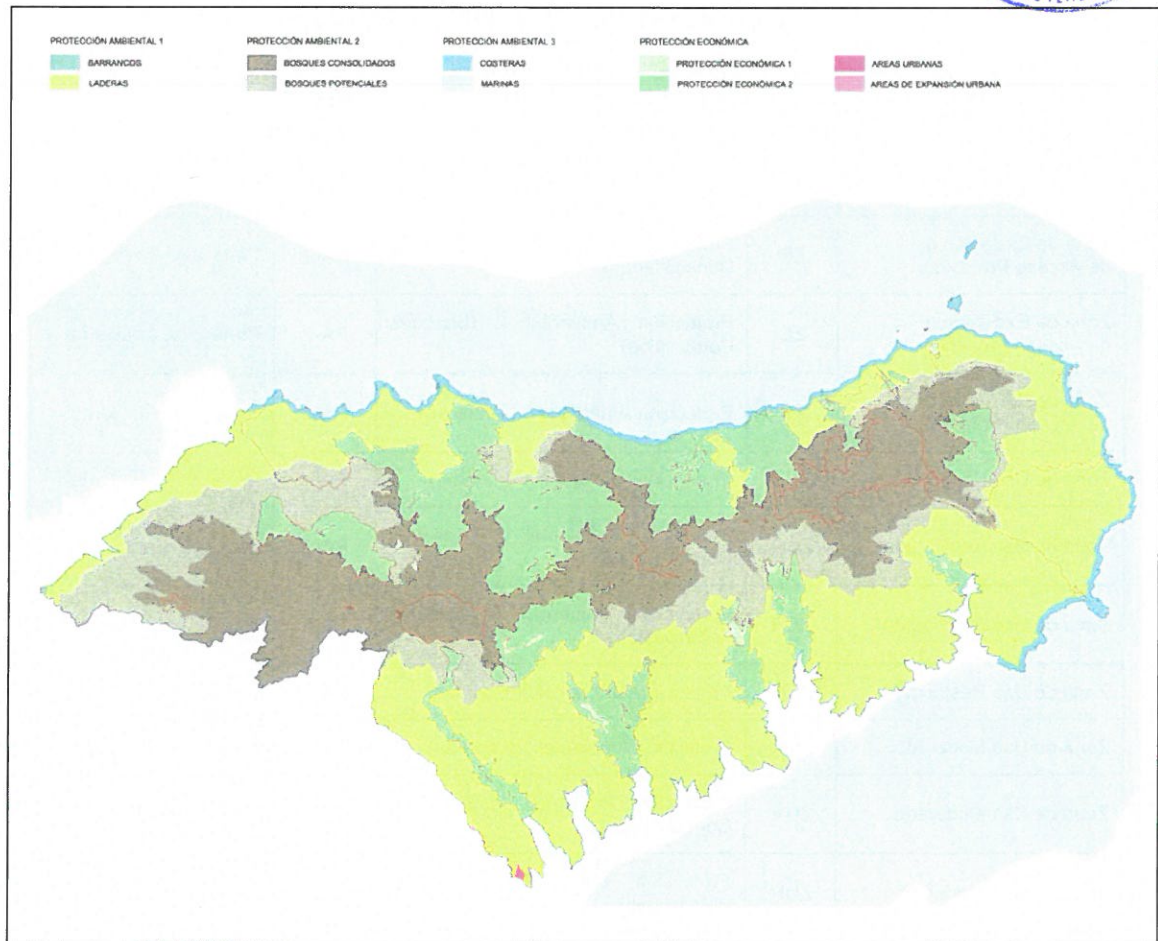 PROTECCIÓN AMBIENTAL 1
BARRANCOS
LADERAS
PROTECCIÓN AMBIENTAL 2
BOSQUES CONSOLIDADOS
BOSQUES POTENCIALES
PROTECCIÓN AMBIENTAL 3
COSTERAS
MARINAS
PROTECCIÓN ECONÓMICA
PROTECCIÓN ECONÓMICA 1
PROTECCIÓN ECONÓMICA 2
AREAS URBANAS
AREAS DE EXPANSIÓN URBANA